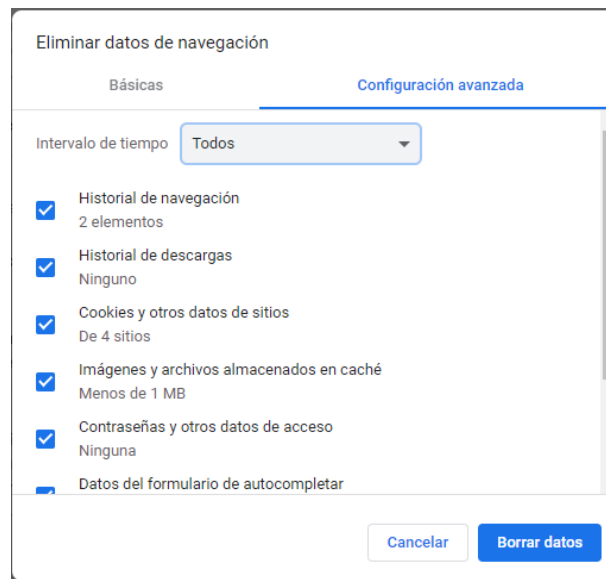 Eliminar datos de navegación
Básicas
Configuración avanzada
Intervalo de tiempo
Todos
Historial de navegación
2 elementos
Historial de descargas
Ninguno
Cookies y otros datos de sitios
De 4 sitios
Imágenes y archivos almacenados en caché
Menos de 1 MB
Contraseñas y otros datos de acceso
Ninguna
Datos del formulario de autocompletar
Cancelar
Borrar datos